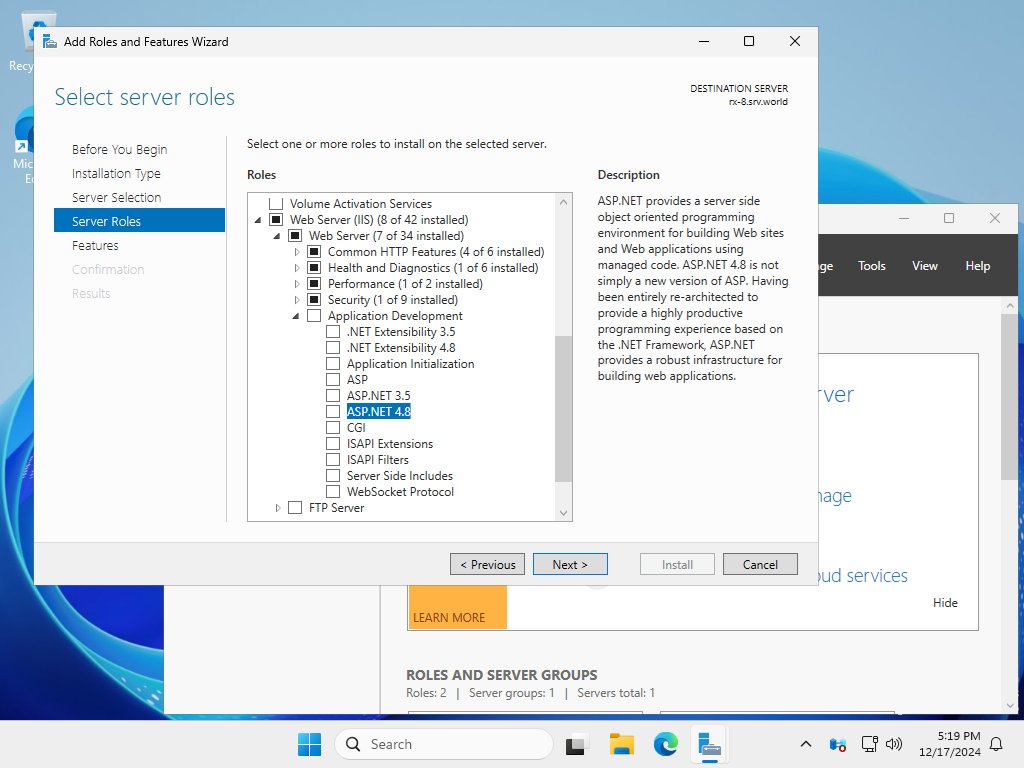 Recy
Mic
Ed
Add Roles and Features Wizard
Select server roles
DESTINATION SERVER
rx-8.srv.world
Before You Begin
Installation Type
Server Selection
Server Roles
Features
Confirmation
Results
Select one or more roles to install on the selected server.
Roles
Volume Activation Services
Web Server (IIS) (8 of 42 installed)
Web Server (7 of 34 installed)
Common HTTP Features (4 of 6 installed)
Health and Diagnostics (1 of 6 installed)
Performance (1 of 2 installed)
Security (1 of 9 installed)
Application Development
.NET Extensibility 3.5
.NET Extensibility 4.8
Application Initialization
ASP
ASP.NET 3.5
ASP.NET 4.8
CGI
ISAPI Extensions
ISAPI Filters
Server Side Includes
WebSocket Protocol
FTP Server
Description
ASP.NET provides a server side
object oriented programming
environment for building Web sites
and Web applications using
managed code. ASP.NET 4.8 is not
simply a new version of ASP. Having
been entirely re-architected to
provide a highly productive
programming experience based on
the .NET Framework, ASP.NET
provides a robust infrastructure for
building web applications.
< Previous
Next >
Install
Cancel
ge Tools View Help
rver
nage
oud services
Hide
LEARN MORE
ROLES AND SERVER GROUPS
Roles: 2 | Server groups: 1 | Servers total: 1
Search
5:19 PM
12/17/2024